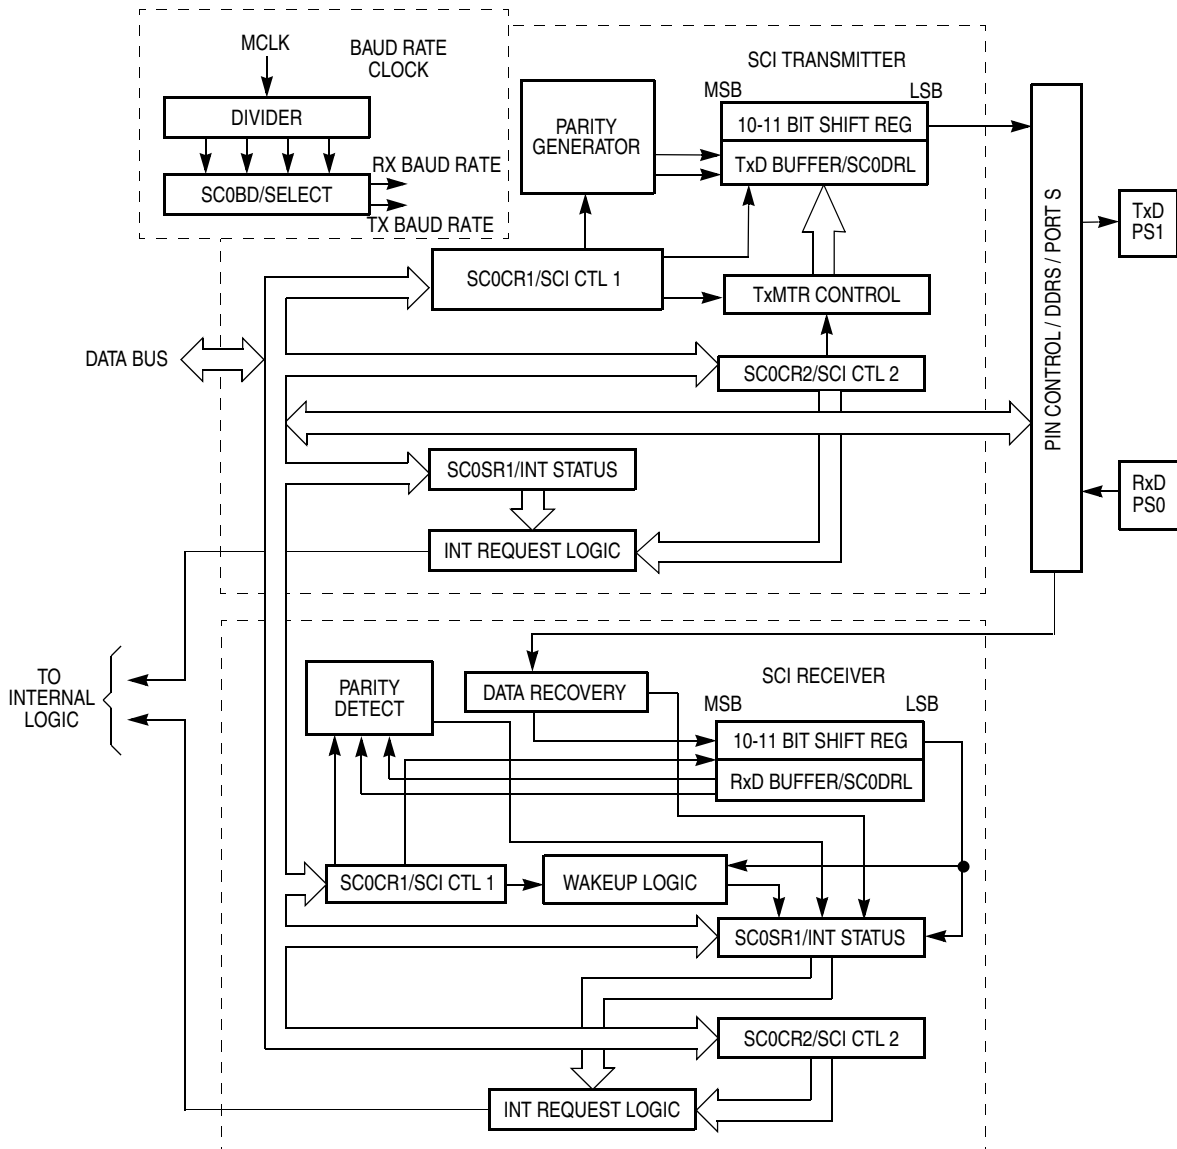 MCLK
BAUD RATE
CLOCK
DIVIDER
RX BAUD RATE
SC0BD/SELECT
TX BAUD RATE
SCI TRANSMITTER
MSB
LSB
PARITY
GENERATOR
10-11 BIT SHIFT REG
TxD BUFFER/SC0DRL
SC0CR1/SCI CTL 1
TxMTR CONTROL
DATA BUS
SC0CR2/SCI CTL 2
SC0SR1/INT STATUS
INT REQUEST LOGIC
PIN CONTROL / DDRS / PORT S
TxD
PS1
RxD
PS0
TO
INTERNAL
LOGIC
SCI RECEIVER
PARITY
DETECT
DATA RECOVERY
MSB
LSB
10-11 BIT SHIFT REG
RxD BUFFER/SC0DRL
SC0CR1/SCI CTL 1
WAKEUP LOGIC
SC0SR1/INT STATUS
SC0CR2/SCI CTL 2
INT REQUEST LOGIC